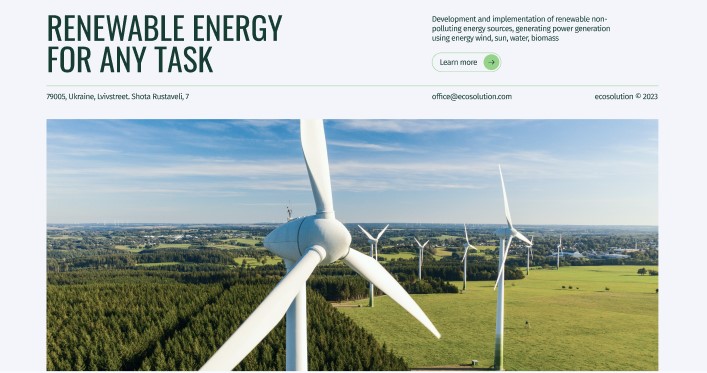 RENEWABLE ENERGY
FOR ANY TASK
Development and implementation of renewable non-
polluting energy sources, generating power generation
using energy wind, sun, water, biomass
Learn more
79005, Ukraine, Lvivstreet. Shota Rustaveli, 7
office@ecosolution.com
ecosolution © 2023